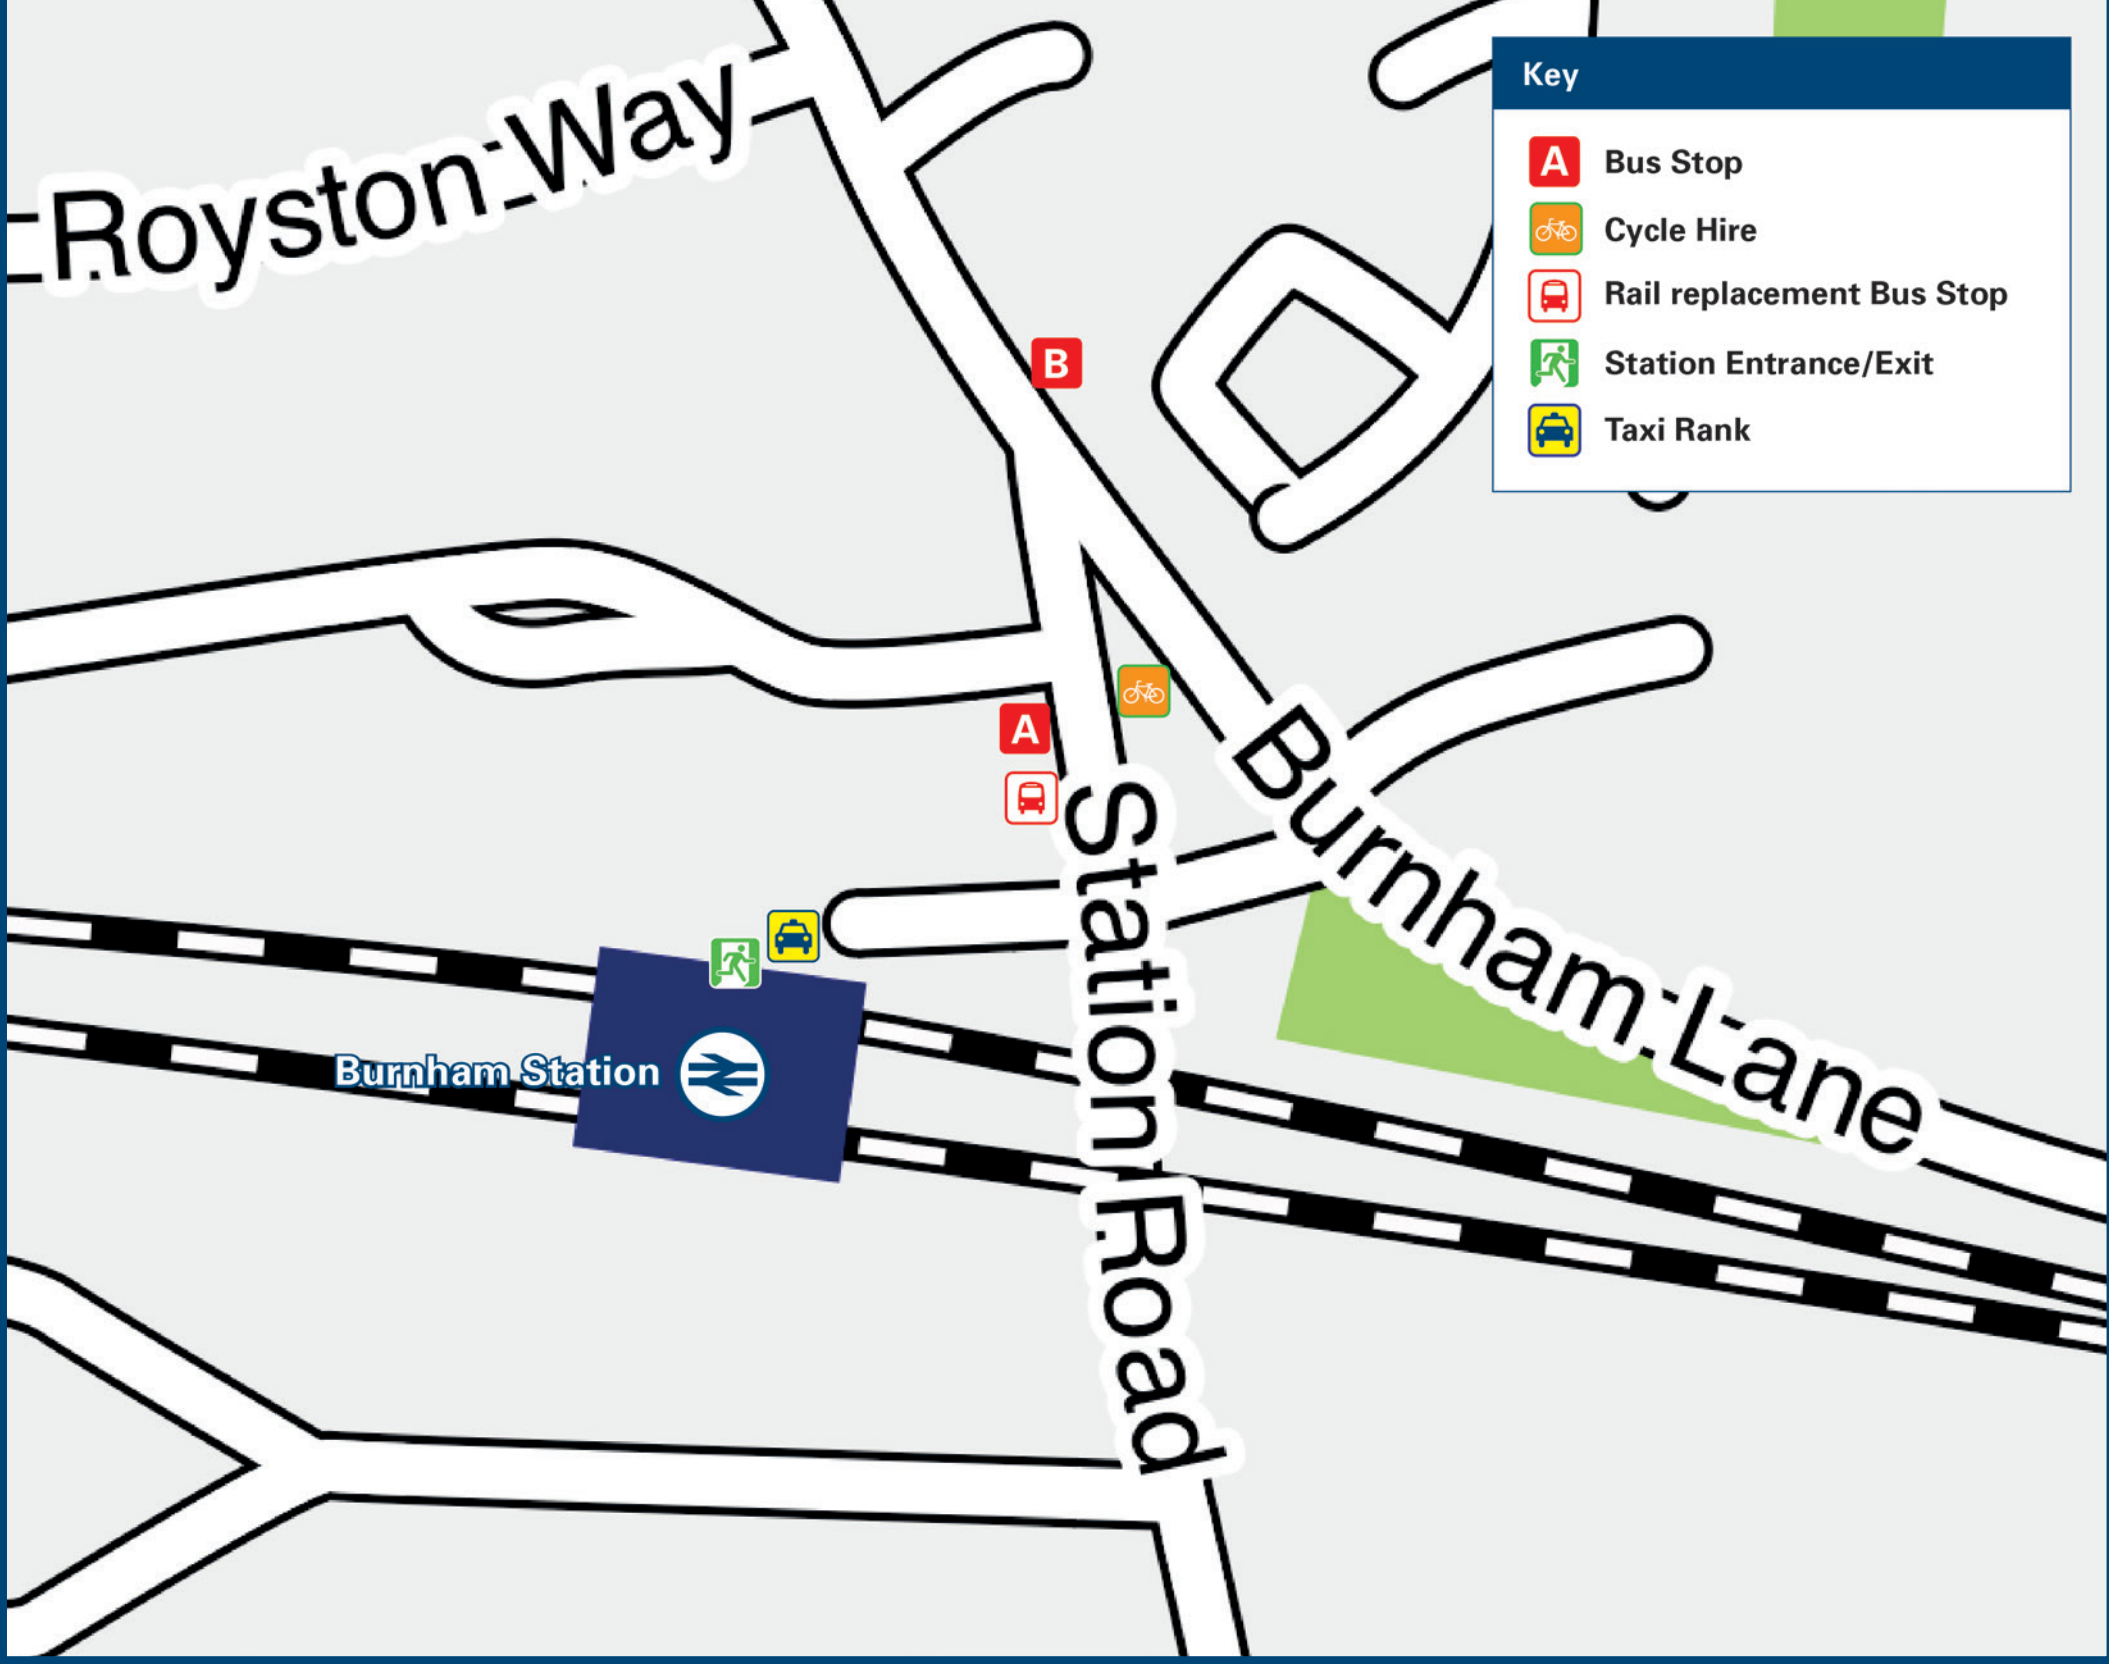 Key
A Bus Stop
Cycle Hire
Rail replacement Bus Stop
Station Entrance/Exit
Taxi Rank
Royston Way
B
A
Burnham Lane
Station Road
Burnham Station